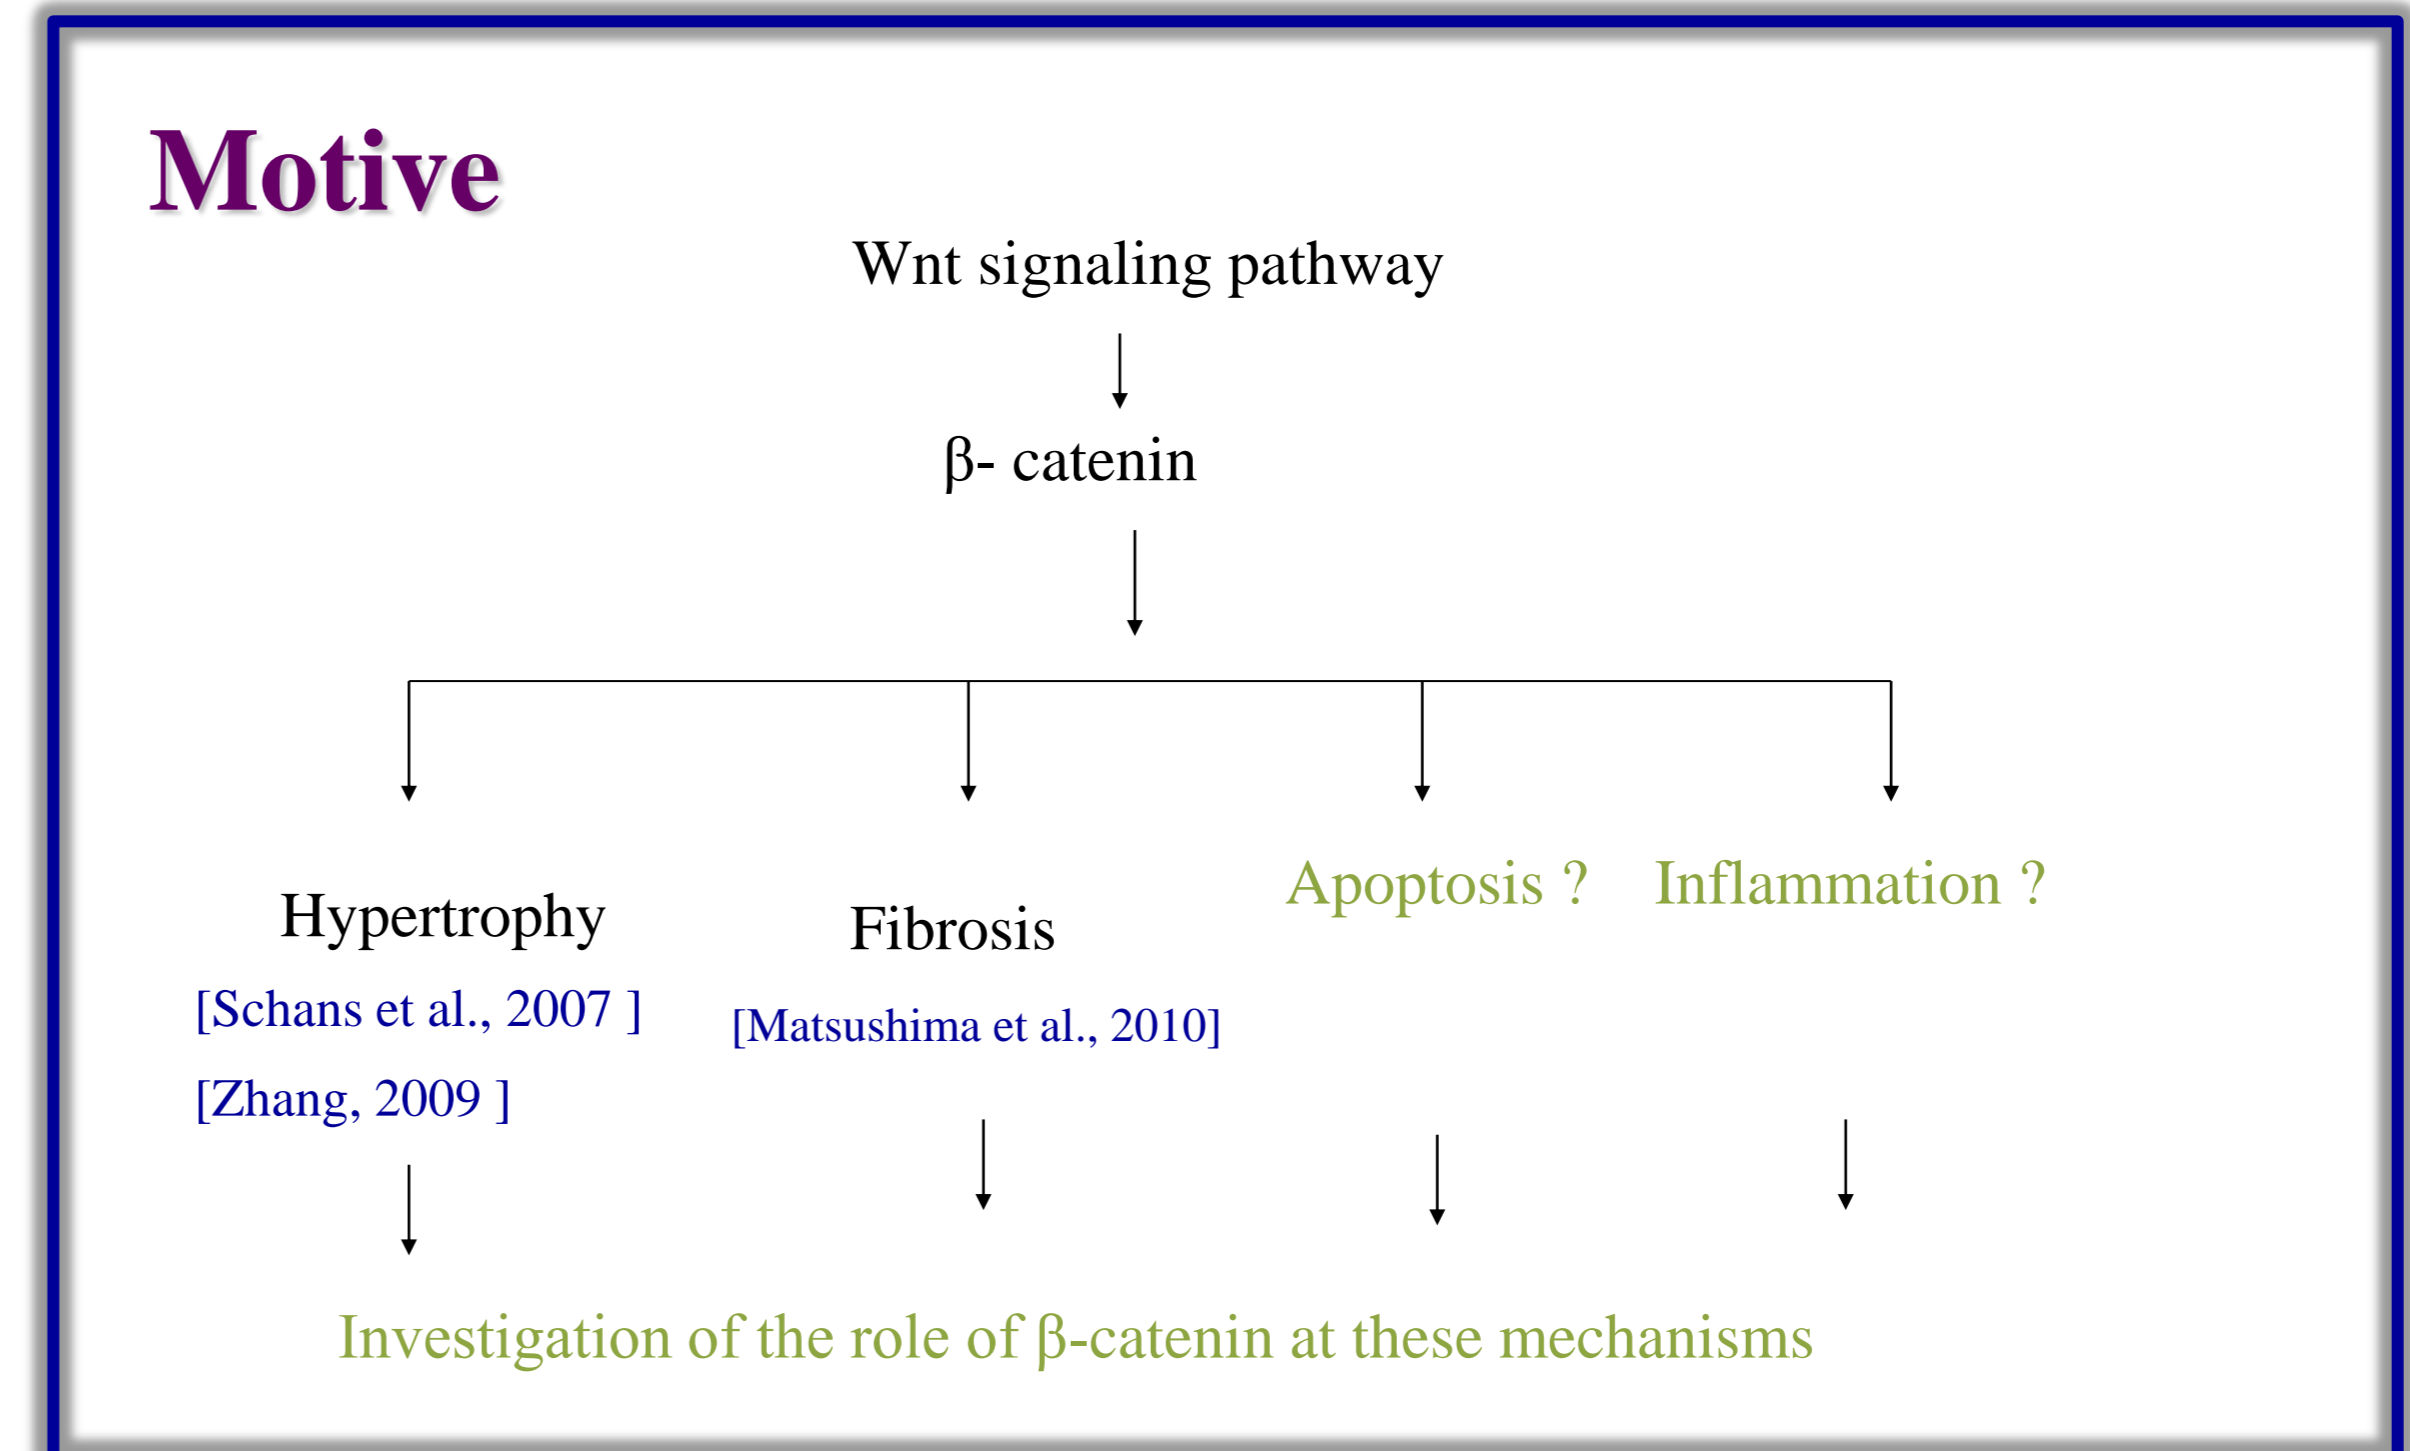 Motive
Wnt signaling pathway
β- catenin
Hypertrophy
[Schans et al., 2007 ]
[Zhang, 2009 ]
Fibrosis
[Matsushima et al., 2010]
Apoptosis ?
Inflammation ?
Investigation of the role of β-catenin at these mechanisms